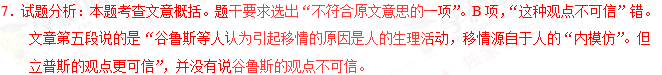 7．试题分析：本题考查文意概括。题干要求选出“不符合原文意思的一项”。B 项，“这种观点不可信”错。
文章第五段说的是“谷鲁斯等人认为引起移情的原因是人的生理活动，移情源自于人的“内模仿”。但
立普斯的观点更可信”，并没有说谷鲁斯的观点不可信。